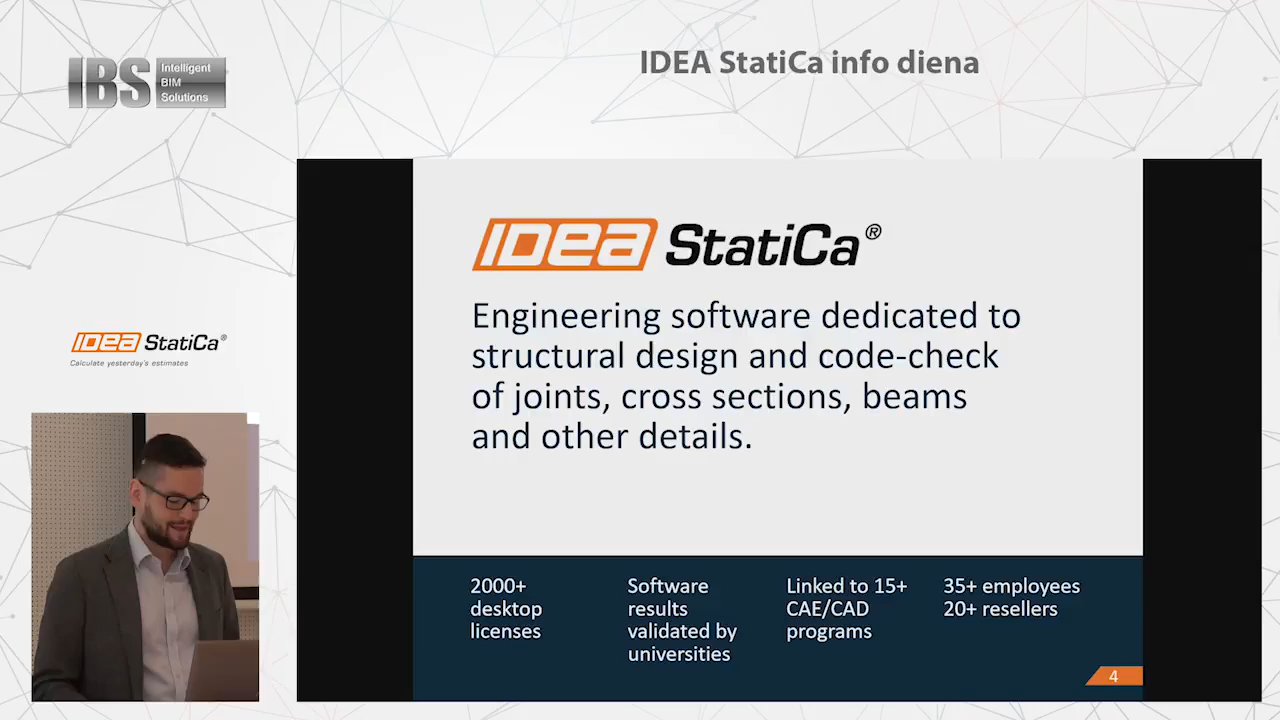 IBS
Intelligent
BIM
Solutions
IDEA StatiCa info diena
IDEA StatiCa®
Calculate yesterday's estimates
IDEA StatiCa®
Engineering software dedicated to
structural design and code-check
of joints, cross sections, beams
and other details.
2000+
desktop
licenses
Software
results
validated by
universities
Linked to 15+
CAE/CAD
programs
35+ employees
20+ resellers
4